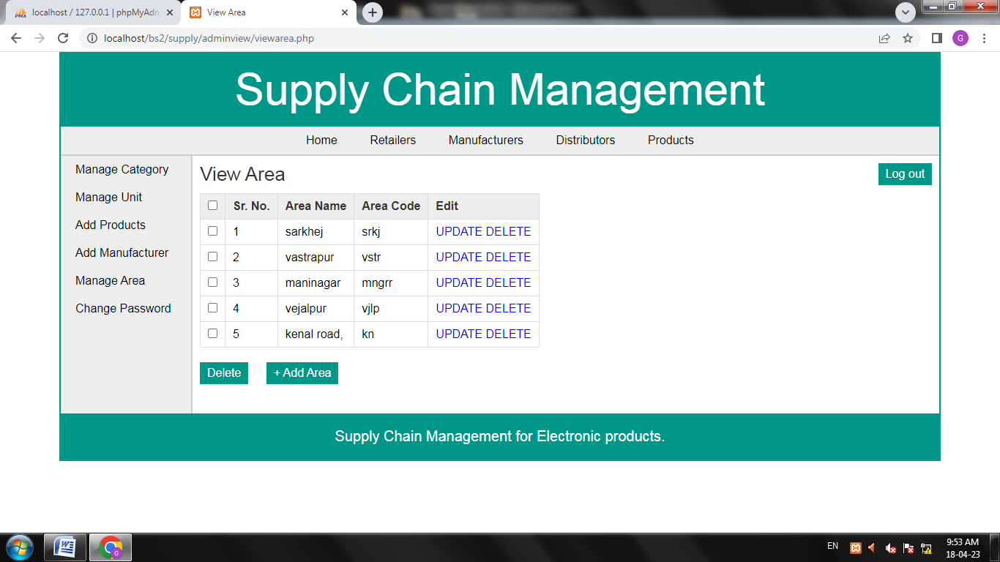 localhost / 127.0.0.1 | phpMyAdm
View Area
localhost/bs2/supply/adminview/viewarea.php
G
Supply Chain Management
Home Retailers Manufacturers Distributors Products
Manage Category
Manage Unit
Add Products
Add Manufacturer
Manage Area
Change Password
View Area
Log out
Sr. No. Area Name Area Code Edit
1 sarkhej srkj UPDATE DELETE
2 vastrapur vstr UPDATE DELETE
3 maninagar mngrr UPDATE DELETE
4 vejalpur vjlp UPDATE DELETE
5 kenal road, kn UPDATE DELETE
Delete + Add Area
Supply Chain Management for Electronic products.
EN
9:53 AM
18-04-23